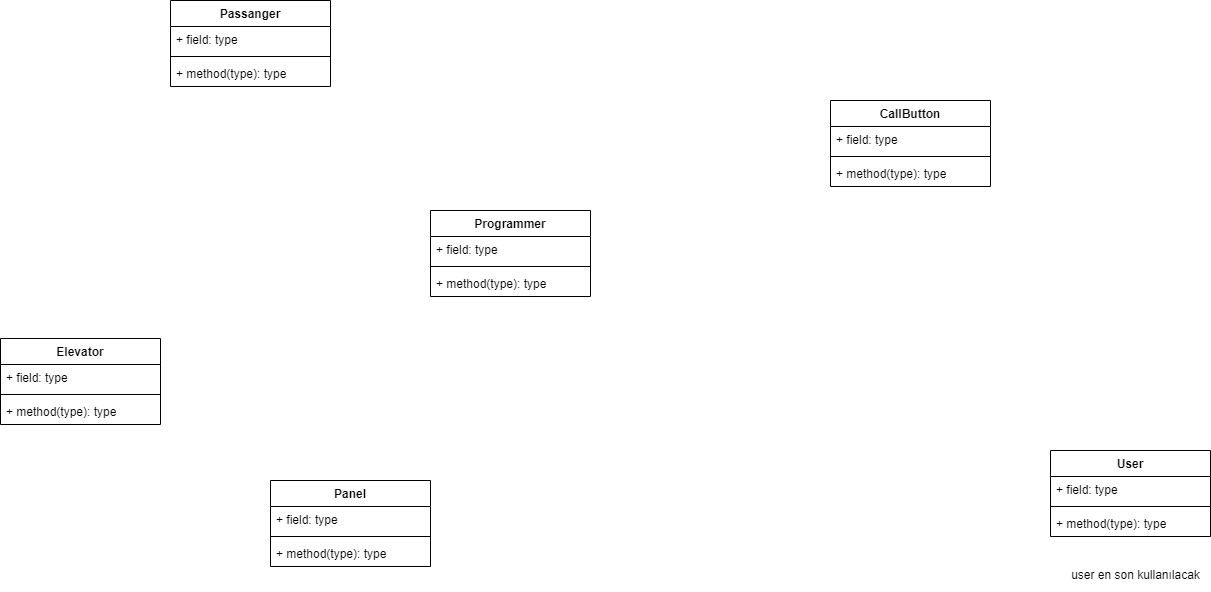 Passanger
+ field: type
+ method(type): type
CallButton
+ field: type
+ method(type): type
Programmer
+ field: type
+ method(type): type
Elevator
+ field: type
+ method(type): type
User
+ field: type
+ method(type): type
Panel
+ field: type
+ method(type): type
user en son kullanılacak